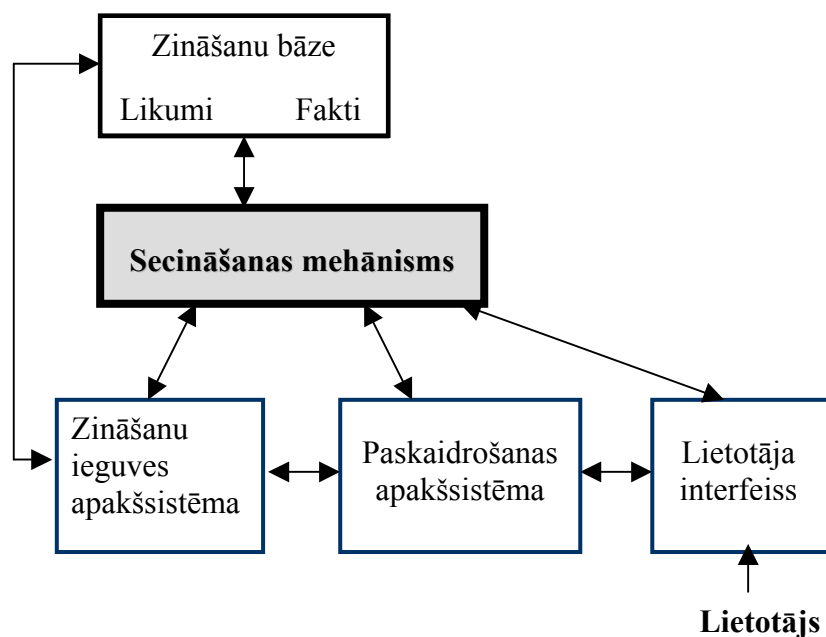 Zināšanu bāze
Likumi Fakti
Secināšanas mehānisms
Zināšanu
ieguves
apakšsistēma
Paskaidrošanas
apakšsistēma
Lietotāja
interfeiss
Lietotājs